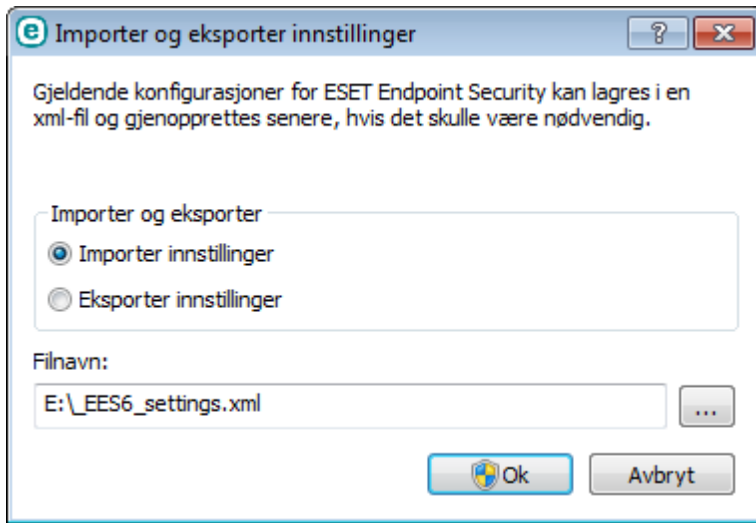 e Importer og eksporter innstillinger
Gjeldende konfigurasjoner for ESET Endpoint Security kan lagres i en
xml-fil og gjenopprettes senere, hvis det skulle være nødvendig.
Importer og eksporter
Importer innstillinger
Eksporter innstillinger
Filnavn:
E:\_EES6_settings.xml
...
Ok
Avbryt